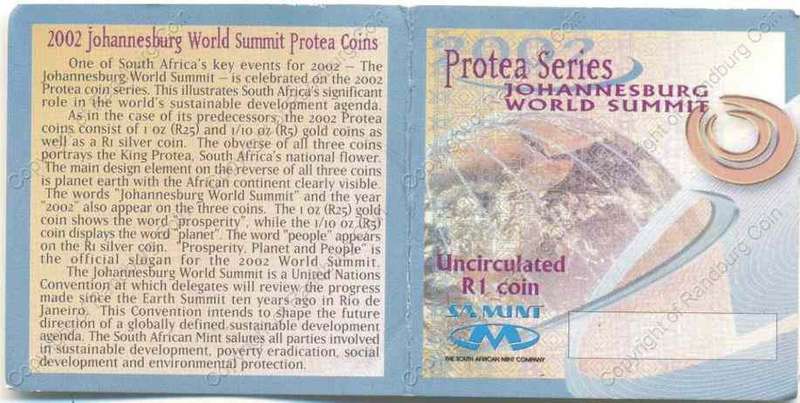 2002 Johannesburg World Summit Protea Coins
One of South Africa's key events for 2002 – The
Johannesburg World Summit – is celebrated on the 2002
Protea coin series. This illustrates South Africa's significant
role in the world's sustainable development agenda.
As in the case of its predecessors, the 2002 Protea
coins consist of 1 oz (R25) and 1/10 oz (R5) gold coins as
well as a R1 silver coin. The obverse of all three coins
portrays the King Protea, South Africa's national flower.
The main design element on the reverse of all three coins
is planet earth with the African continent clearly visible.
The words "Johannesburg World Summit" and the year
"2002" also appear on the three coins. The 1 oz (R25) gold
coin shows the word "prosperity", while the 1/10 oz (R5)
coin displays the word "planet". The word "people" appears
on the R1 silver coin. "Prosperity, Planet and People" is
the official slogan for the 2002 World Summit.
The Johannesburg World Summit is a United Nations
Convention at which delegates will review the progress
made since the Earth Summit ten years ago in Rio de
Janeiro. This Convention intends to shape the future
direction of a globally defined sustainable development
agenda. The South African Mint salutes all parties involved
in sustainable development, poverty eradication, social
development and environmental protection.
2002
Protea Series
JOHANNESBURG
WORLD SUMMIT
Uncirculated
R1 coin
SA MINT
THE SOUTH AFRICAN MINT COMPANY
Copyright of Randburg Coin